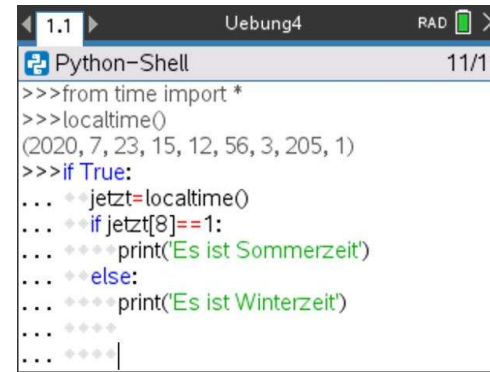 1.1 Uebung4 RAD
Python-Shell 11/1
>>>from time import *
>>>localtime()
(2020, 7, 23, 15, 12, 56, 3, 205, 1)
>>>if True:
... jetzt=localtime()
... if jetzt[8]==1:
... print('Es ist Sommerzeit')
... else:
... print('Es ist Winterzeit')
...
...